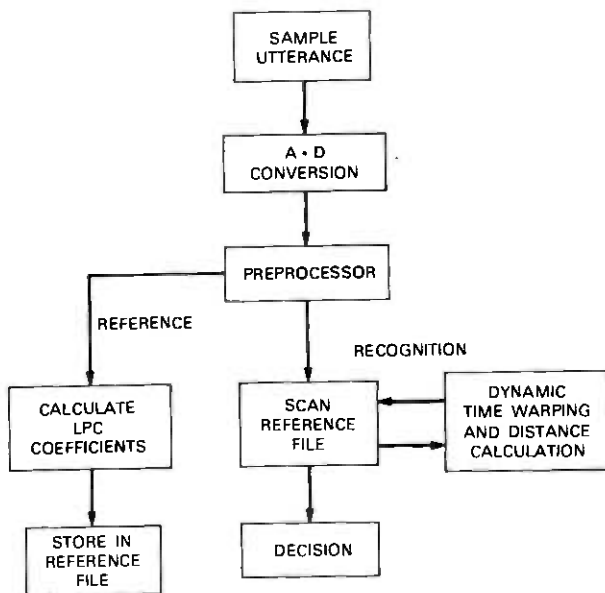 SAMPLE
UTTERANCE
A - D
CONVERSION
PREPROCESSOR
REFERENCE
RECOGNITION
CALCULATE
LPC
COEFFICIENTS
SCAN
REFERENCE
FILE
DYNAMIC
TIME WARPING
AND DISTANCE
CALCULATION
STORE IN
REFERENCE
FILE
DECISION